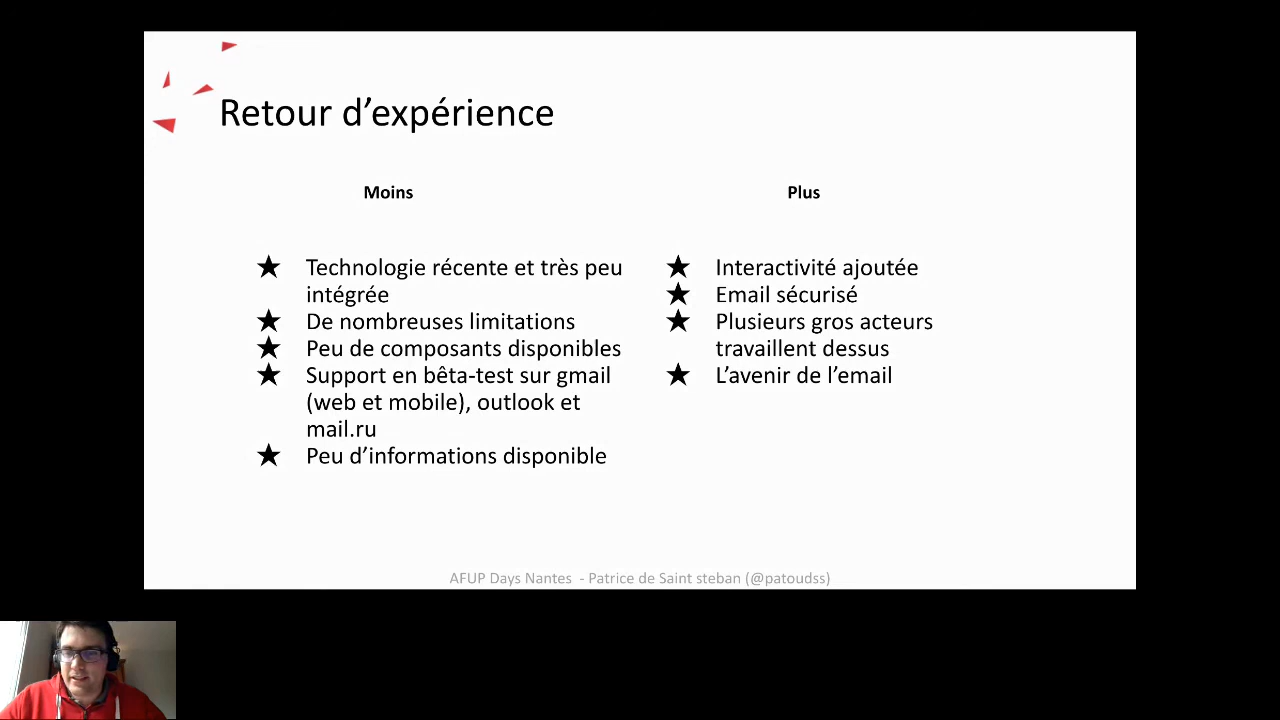 Retour d’expérience
Moins
Technologie récente et très peu
intégrée
De nombreuses limitations
Peu de composants disponibles
Support en bêta-test sur gmail
(web et mobile), outlook et
mail.ru
Peu d’informations disponible
Plus
Interactivité ajoutée
Email sécurisé
Plusieurs gros acteurs
travaillent dessus
L’avenir de l’email
AFUP Days Nantes - Patrice de Saint steban (@patoudss)